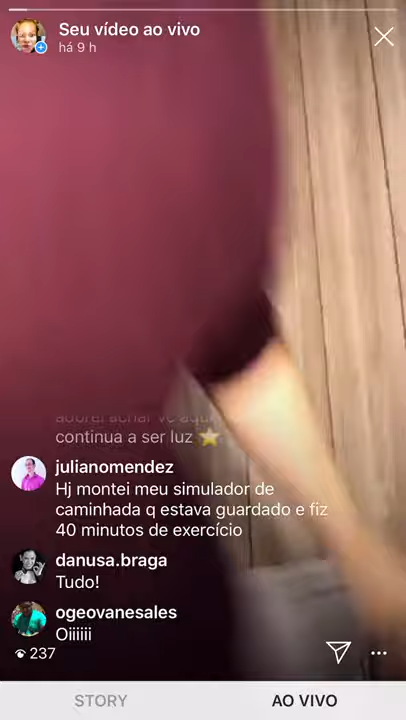 Seu vídeo ao vivo
há 9 h
continua a ser luz
julianomendez
Hj montei meu simulador de
caminhada q estava guardado e fiz
40 minutos de exercício
danusa.braga
Tudo!
ogeovanesales
Oiiiiii
237
STORY
AO VIVO